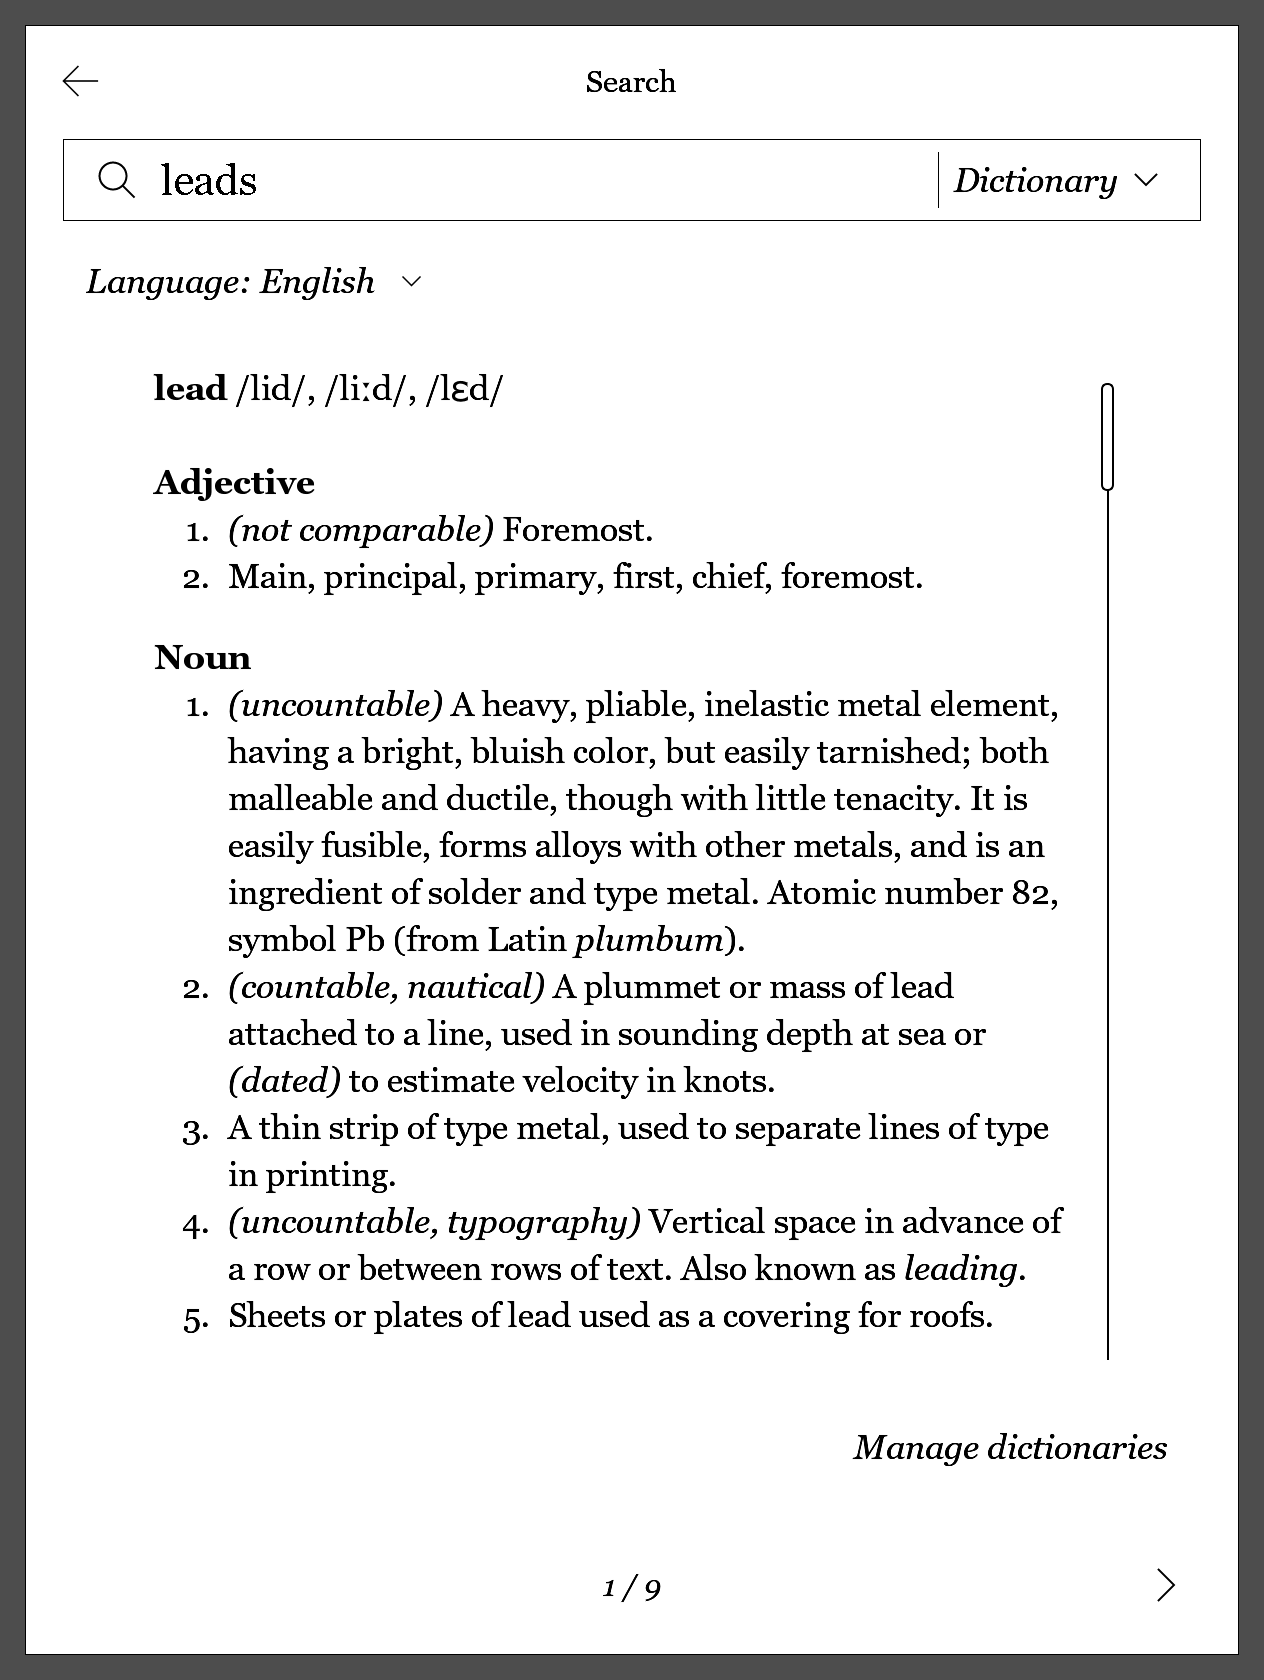 Search
leads
Dictionary
Language: English
lead /lid/, /liːd/, /lɛd/
Adjective
1. (not comparable) Foremost.
2. Main, principal, primary, first, chief, foremost.
Noun
1. (uncountable) A heavy, pliable, inelastic metal element,
having a bright, bluish color, but easily tarnished; both
malleable and ductile, though with little tenacity. It is
easily fusible, forms alloys with other metals, and is an
ingredient of solder and type metal. Atomic number 82,
symbol Pb (from Latin plumbum).
2. (countable, nautical) A plummet or mass of lead
attached to a line, used in sounding depth at sea or
(dated) to estimate velocity in knots.
3. A thin strip of type metal, used to separate lines of type
in printing.
4. (uncountable, typography) Vertical space in advance of
a row or between rows of text. Also known as leading.
5. Sheets or plates of lead used as a covering for roofs.
Manage dictionaries
1 / 9